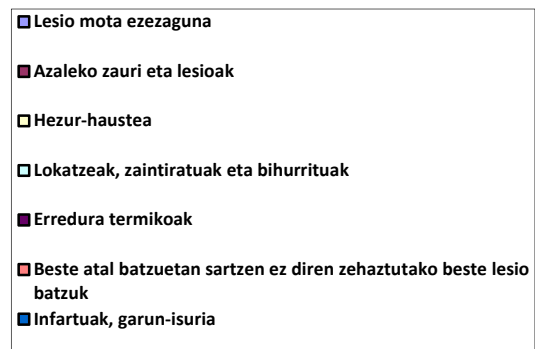 Lesio mota ezezaguna
Azaleko zauri eta lesioak
Hezur-haustea
Lokatzeak, zaintiratuak eta bihurrituak
Erredura termikoak
Beste atal batzuetan sartzen ez diren zehaztutako beste lesio
batzuk
Infartuak, garun-isuria